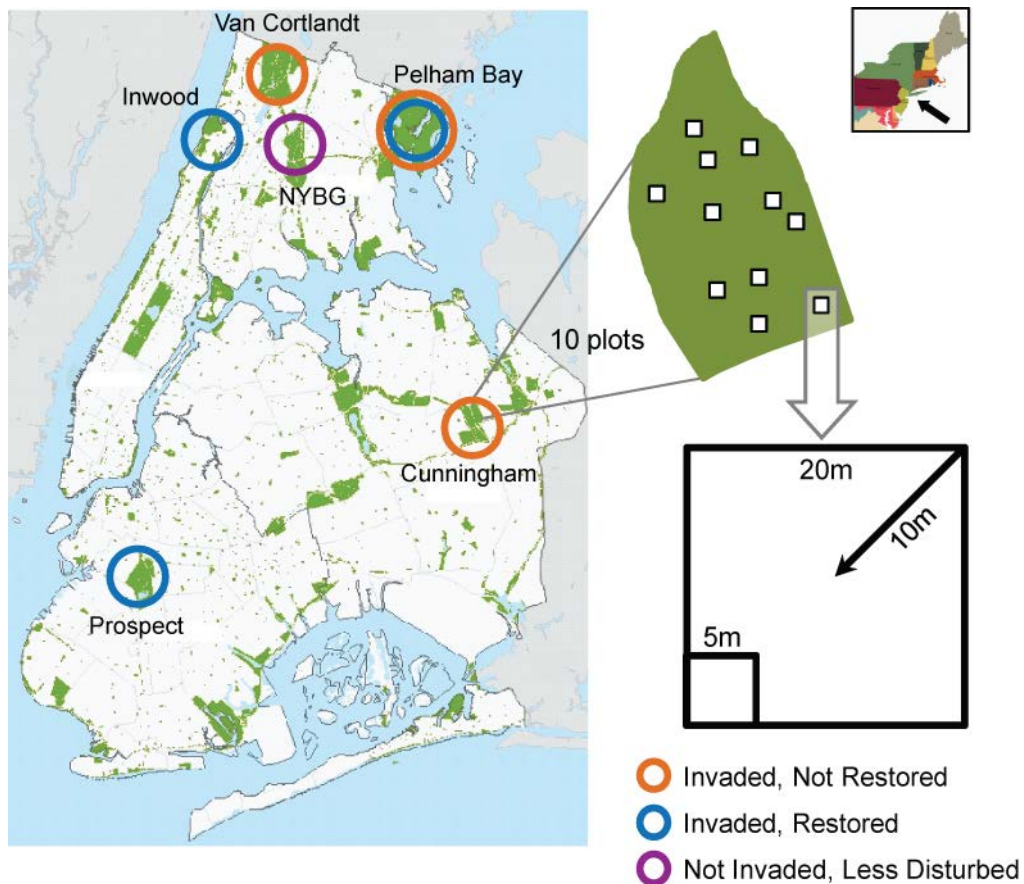 Van Cortlandt
Pelham Bay
Inwood
NYBG
10 plots
Cunningham
Prospect
20m
10m
5m
Invaded, Not Restored
Invaded, Restored
Not Invaded, Less Disturbed